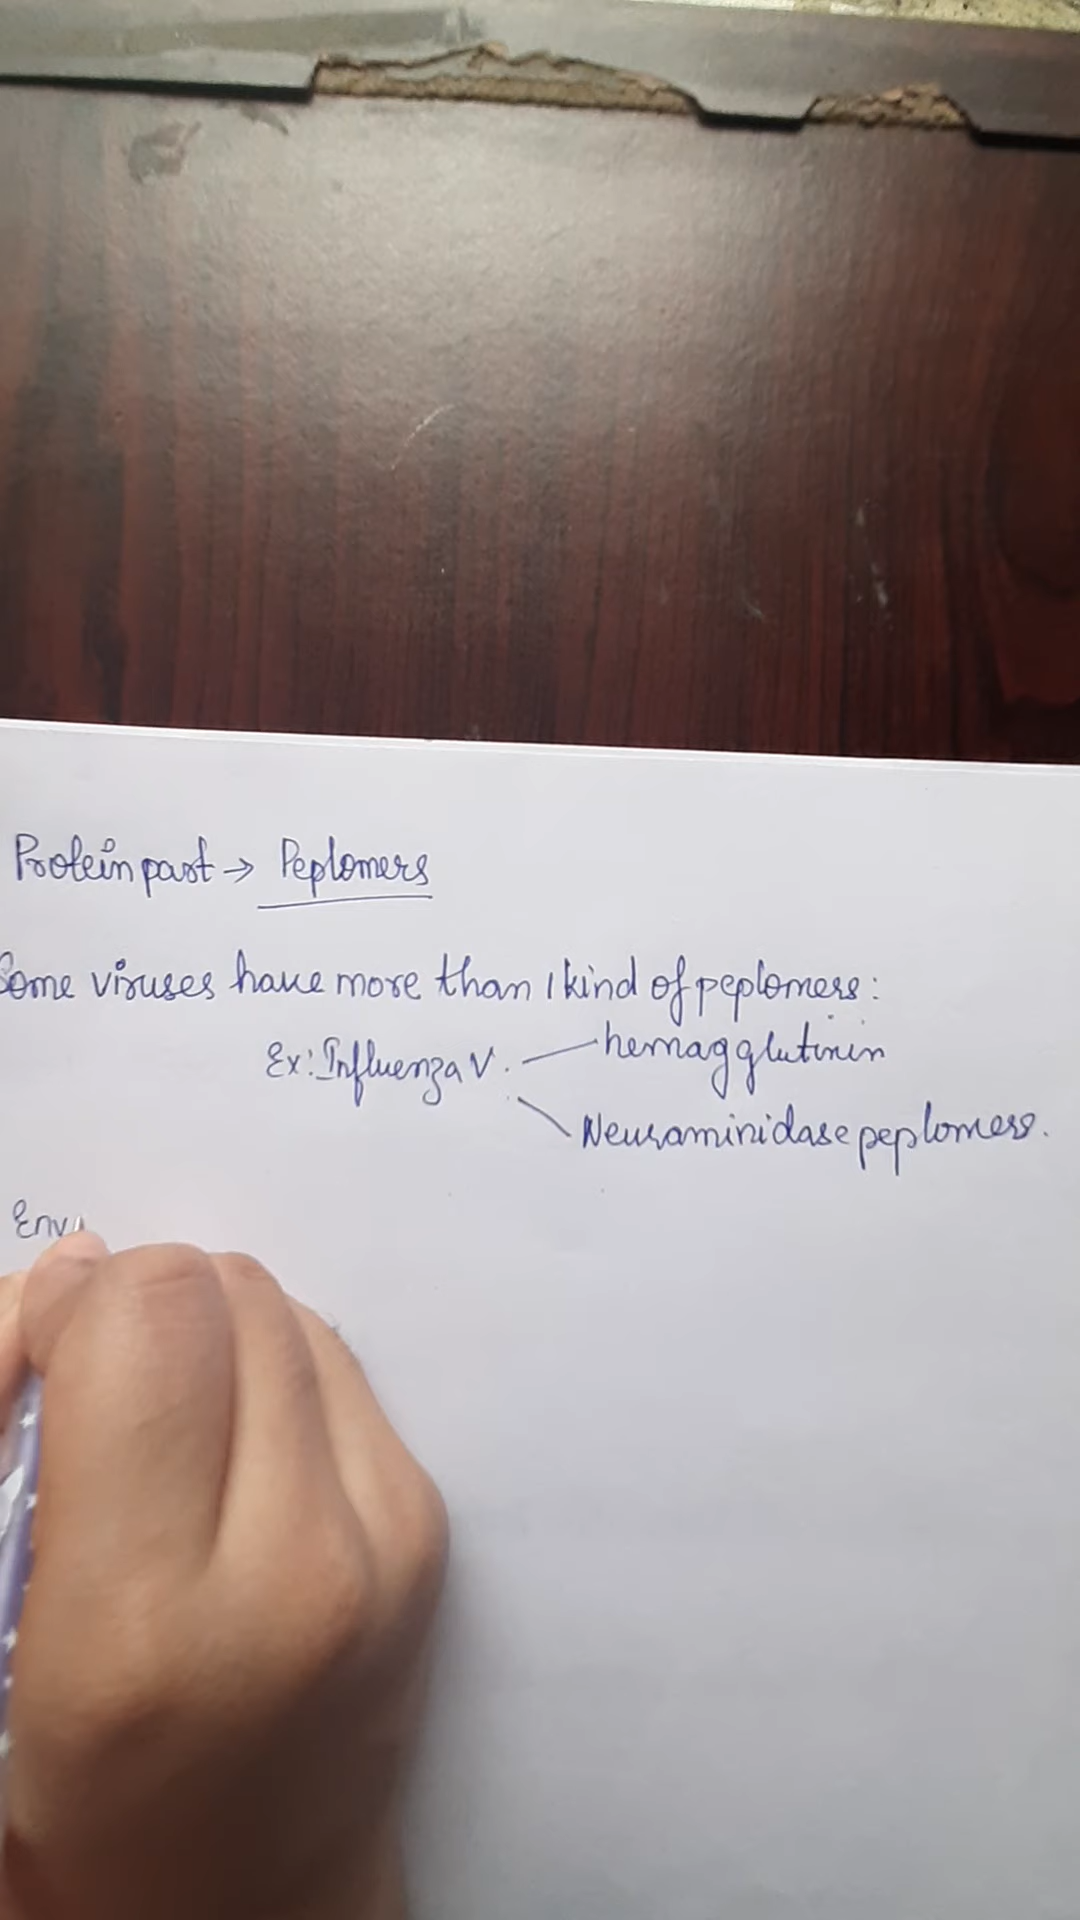 Protein part → Peplomers
Some viruses have more than 1 kind of peplomers:
Ex: Influenza V. — hemagglutinin
Neuraminidase peplomers.
Env